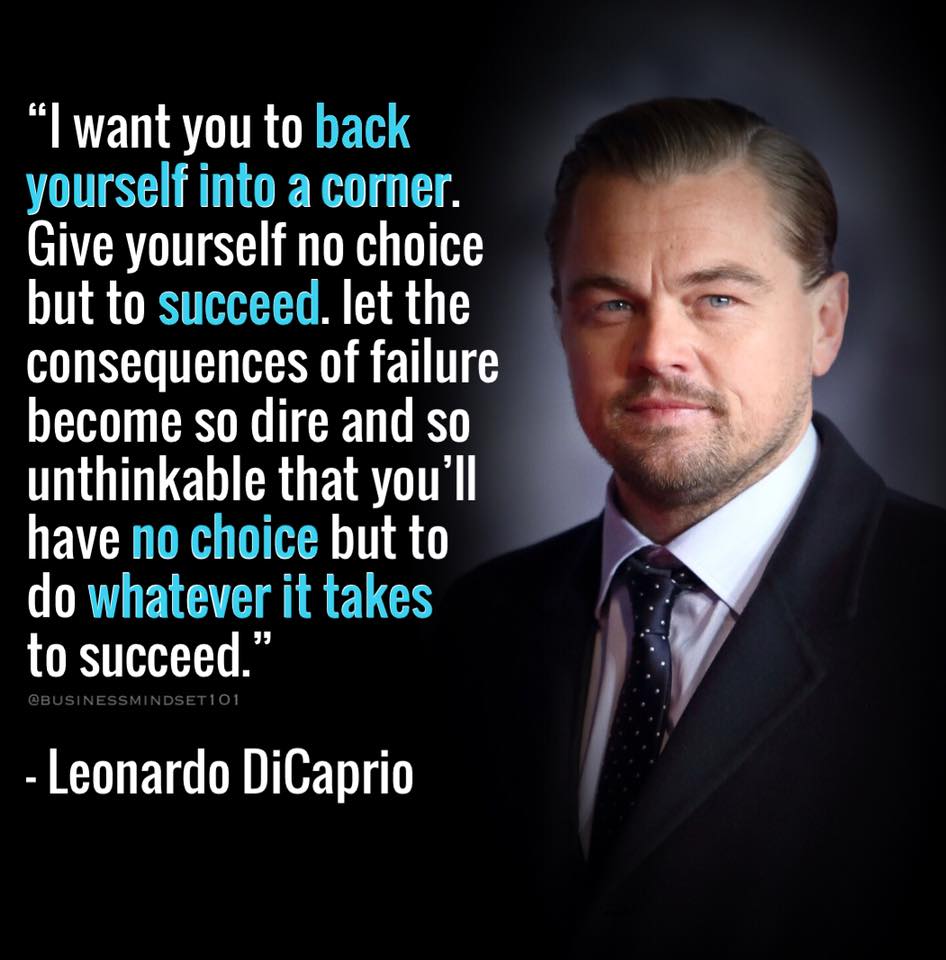 “I want you to back
yourself into a corner.
Give yourself no choice
but to succeed. let the
consequences of failure
become so dire and so
unthinkable that you’ll
have no choice but to
do whatever it takes
to succeed.”
@BUSINESSMINDSET101
- Leonardo DiCaprio